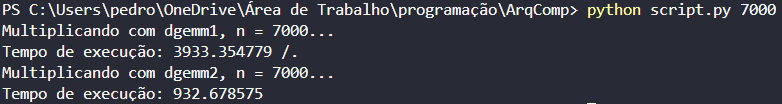 PS C:\Users\pedro\OneDrive\Área de Trabalho\programação\ArqComp> python script.py 7000
Multiplicando com dgemm1, n = 7000...
Tempo de execução: 3933.354779 /.
Multiplicando com dgemm2, n = 7000...
Tempo de execução: 932.678575